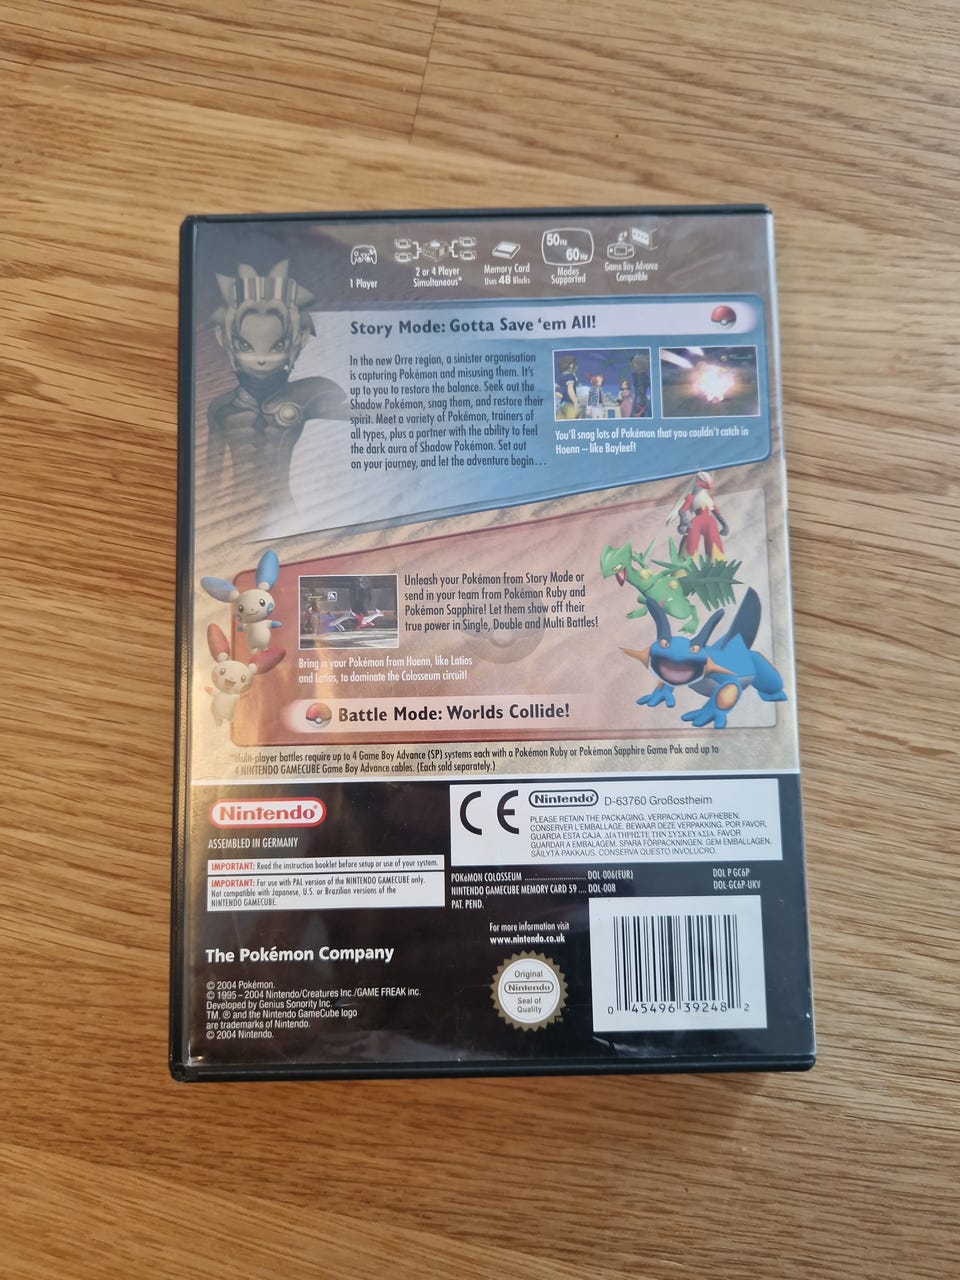 50Hz
60Hz
1 Player
2 or 4 Player
Simultaneous*
Memory Card
Uses 48 Blocks
Modes
Supported
Game Boy Advance
Compatible
Story Mode: Gotta Save 'em All!
In the new Orre region, a sinister organisation
is capturing Pokémon and misusing them. It's
up to you to restore the balance. Seek out the
Shadow Pokémon, snag them, and restore their
spirit. Meet a variety of Pokémon, trainers of
all types, plus a partner with the ability to feel
the dark aura of Shadow Pokémon. Set out
on your journey, and let the adventure begin...
You'll snag lots of Pokémon that you couldn't catch in
Hoenn – like Bayleef!
Unleash your Pokémon from Story Mode or
send in your team from Pokémon Ruby and
Pokémon Sapphire! Let them show off their
true power in Single, Double and Multi Battles!
Bring in your Pokémon from Hoenn, like Latios
and Latias, to dominate the Colosseum circuit!
Battle Mode: Worlds Collide!
*Multi-player battles require up to 4 Game Boy Advance (SP) systems each with a Pokémon Ruby or Pokémon Sapphire Game Pak and up to
4 NINTENDO GAMECUBE Game Boy Advance cables. (Each sold separately.)
Nintendo®
ASSEMBLED IN GERMANY
IMPORTANT: Read the instruction booklet before setup or use of your system.
IMPORTANT: For use with PAL version of the NINTENDO GAMECUBE only.
Not compatible with Japanese, U.S. or Brazilian versions of the
NINTENDO GAMECUBE.
CE
Nintendo® D-63760 Großostheim
PLEASE RETAIN THE PACKAGING. VERPACKUNG AUFHEBEN.
CONSERVER L'EMBALLAGE. BEWAAR DEZE VERPAKKING. POR FAVOR,
GUARDA ESTA CAJA. ΔΙΑΤΗΡΗΣΤΕ ΤΗΝ ΣΥΣΚΕΥΑΣΙΑ. FAVOR
GUARDAR A EMBALAGEM. SPARA FÖRPACKNINGEN. GEM EMBALLAGEN.
SÄILYTÄ PAKKAUS. CONSERVA QUESTO INVOLUCRO.
POKéMON COLOSSEUM ........................ DOL-006(EUR)
NINTENDO GAMECUBE MEMORY CARD 59 .... DOL-008
PAT. PEND.
DOL P GC6P
DOL-GC6P-UKV
For more information visit
www.nintendo.co.uk
The Pokémon Company
© 2004 Pokémon.
© 1995–2004 Nintendo/Creatures Inc./GAME FREAK inc.
Developed by Genius Sonority Inc.
TM, ® and the Nintendo GameCube logo
are trademarks of Nintendo.
© 2004 Nintendo.
Original
Nintendo
Seal of
Quality
TM
0 45496 39248 2